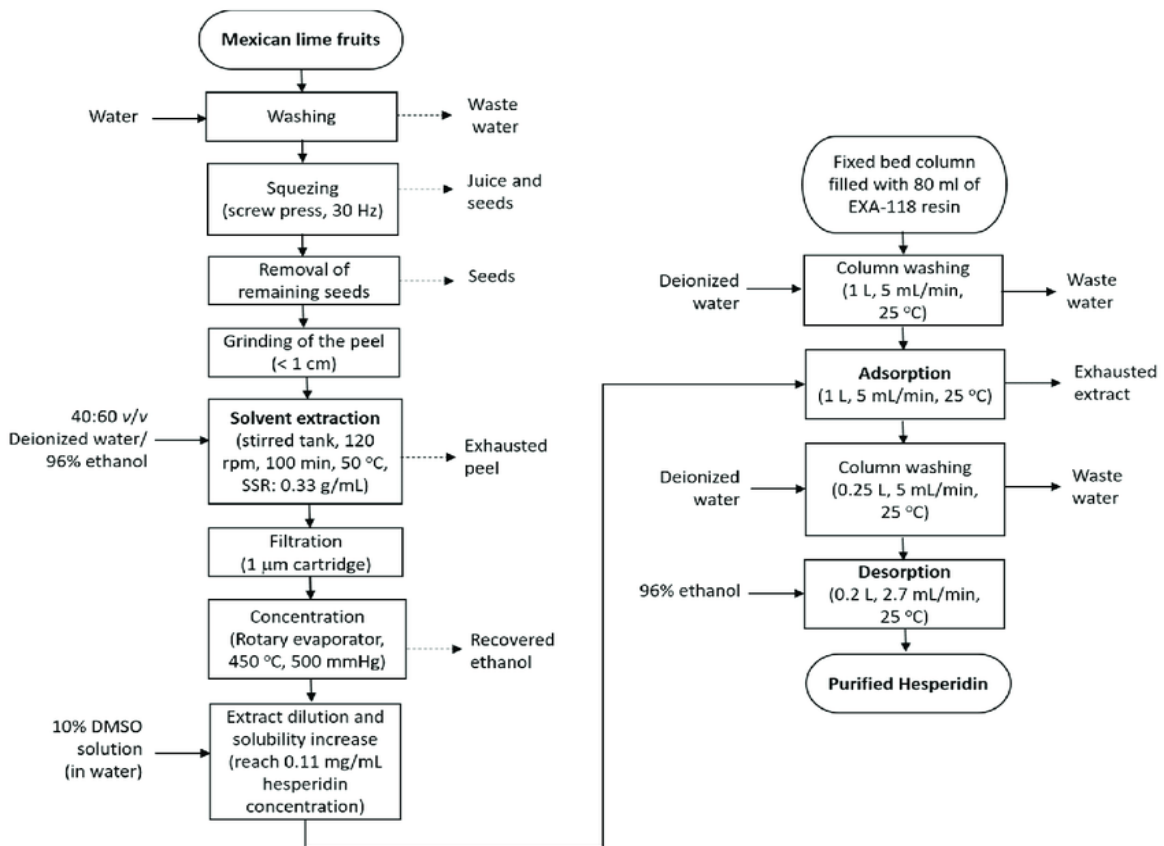 Mexican lime fruits
Water
Washing
Waste
water
Squezing
(screw press, 30 Hz)
Juice and
seeds
Removal of
remaining seeds
Seeds
Grinding of the peel
(< 1 cm)
40:60 v/v
Deionized water/
96% ethanol
Solvent extraction
(stirred tank, 120
rpm, 100 min, 50 °C,
SSR: 0.33 g/mL)
Exhausted
peel
Filtration
(1 μm cartridge)
Concentration
(Rotary evaporator,
450 °C, 500 mmHg)
Recovered
ethanol
10% DMSO
solution
(in water)
Extract dilution and
solubility increase
(reach 0.11 mg/mL
hesperidin
concentration)
Fixed bed column
filled with 80 ml of
EXA-118 resin
Deionized
water
Column washing
(1 L, 5 mL/min,
25 °C)
Waste
water
Adsorption
(1 L, 5 mL/min, 25 °C)
Exhausted
extract
Deionized
water
Column washing
(0.25 L, 5 mL/min,
25 °C)
Waste
water
96% ethanol
Desorption
(0.2 L, 2.7 mL/min,
25 °C)
Purified Hesperidin